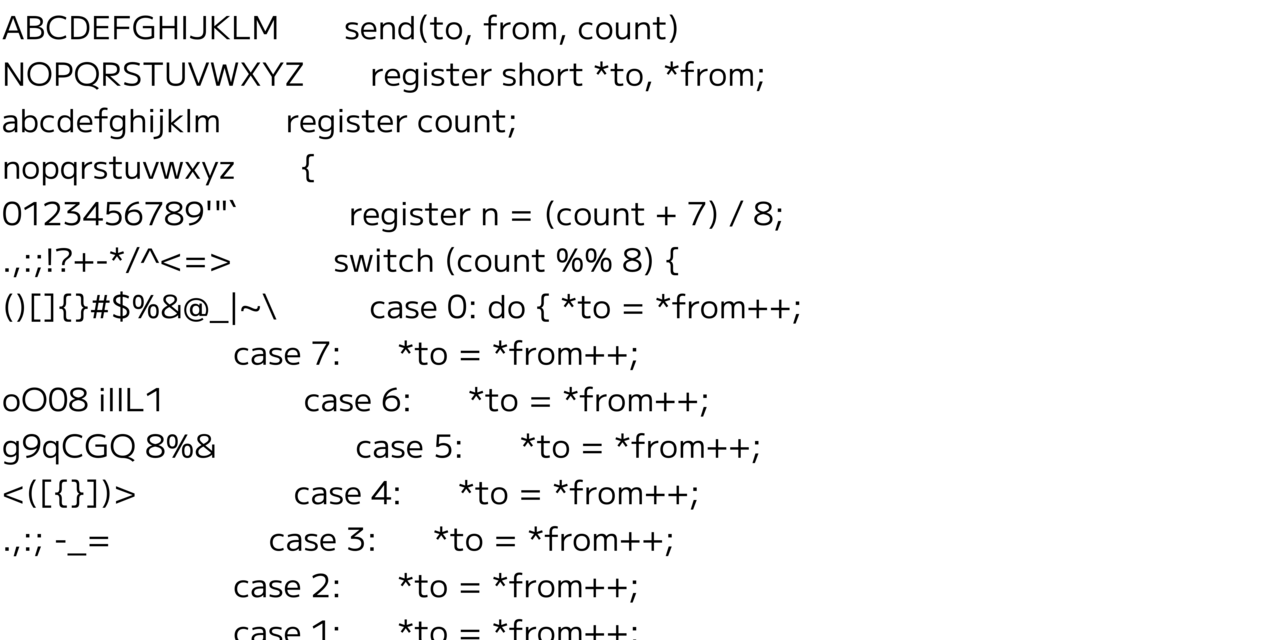 ABCDEFGHIJKLM send(to, from, count)
NOPQRSTUVWXYZ register short *to, *from;
abcdefghijklm register count;
nopqrstuvwxyz {
0123456789'"` register n = (count + 7) / 8;
.,:;!?+-*/^<=> switch (count %% 8) {
()[]{}#$%&@_|~\ case 0: do { *to = *from++;
case 7: *to = *from++;
oO08 iIlL1 case 6: *to = *from++;
g9qCGQ 8%& case 5: *to = *from++;
<([{}])> case 4: *to = *from++;
.,:; -_= case 3: *to = *from++;
case 2: *to = *from++;
case 1: *to = *from++;